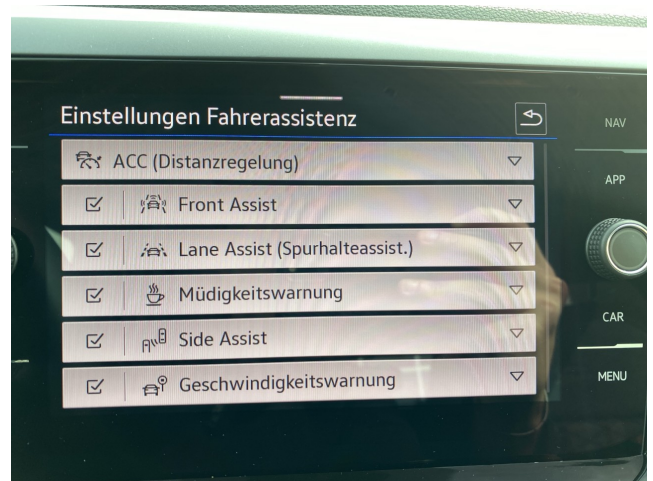 Einstellungen Fahrerassistenz
NAV
ACC (Distanzregelung)
APP
Front Assist
Lane Assist (Spurhalteassist.)
Müdigkeitswarnung
CAR
Side Assist
MENU
Geschwindigkeitswarnung